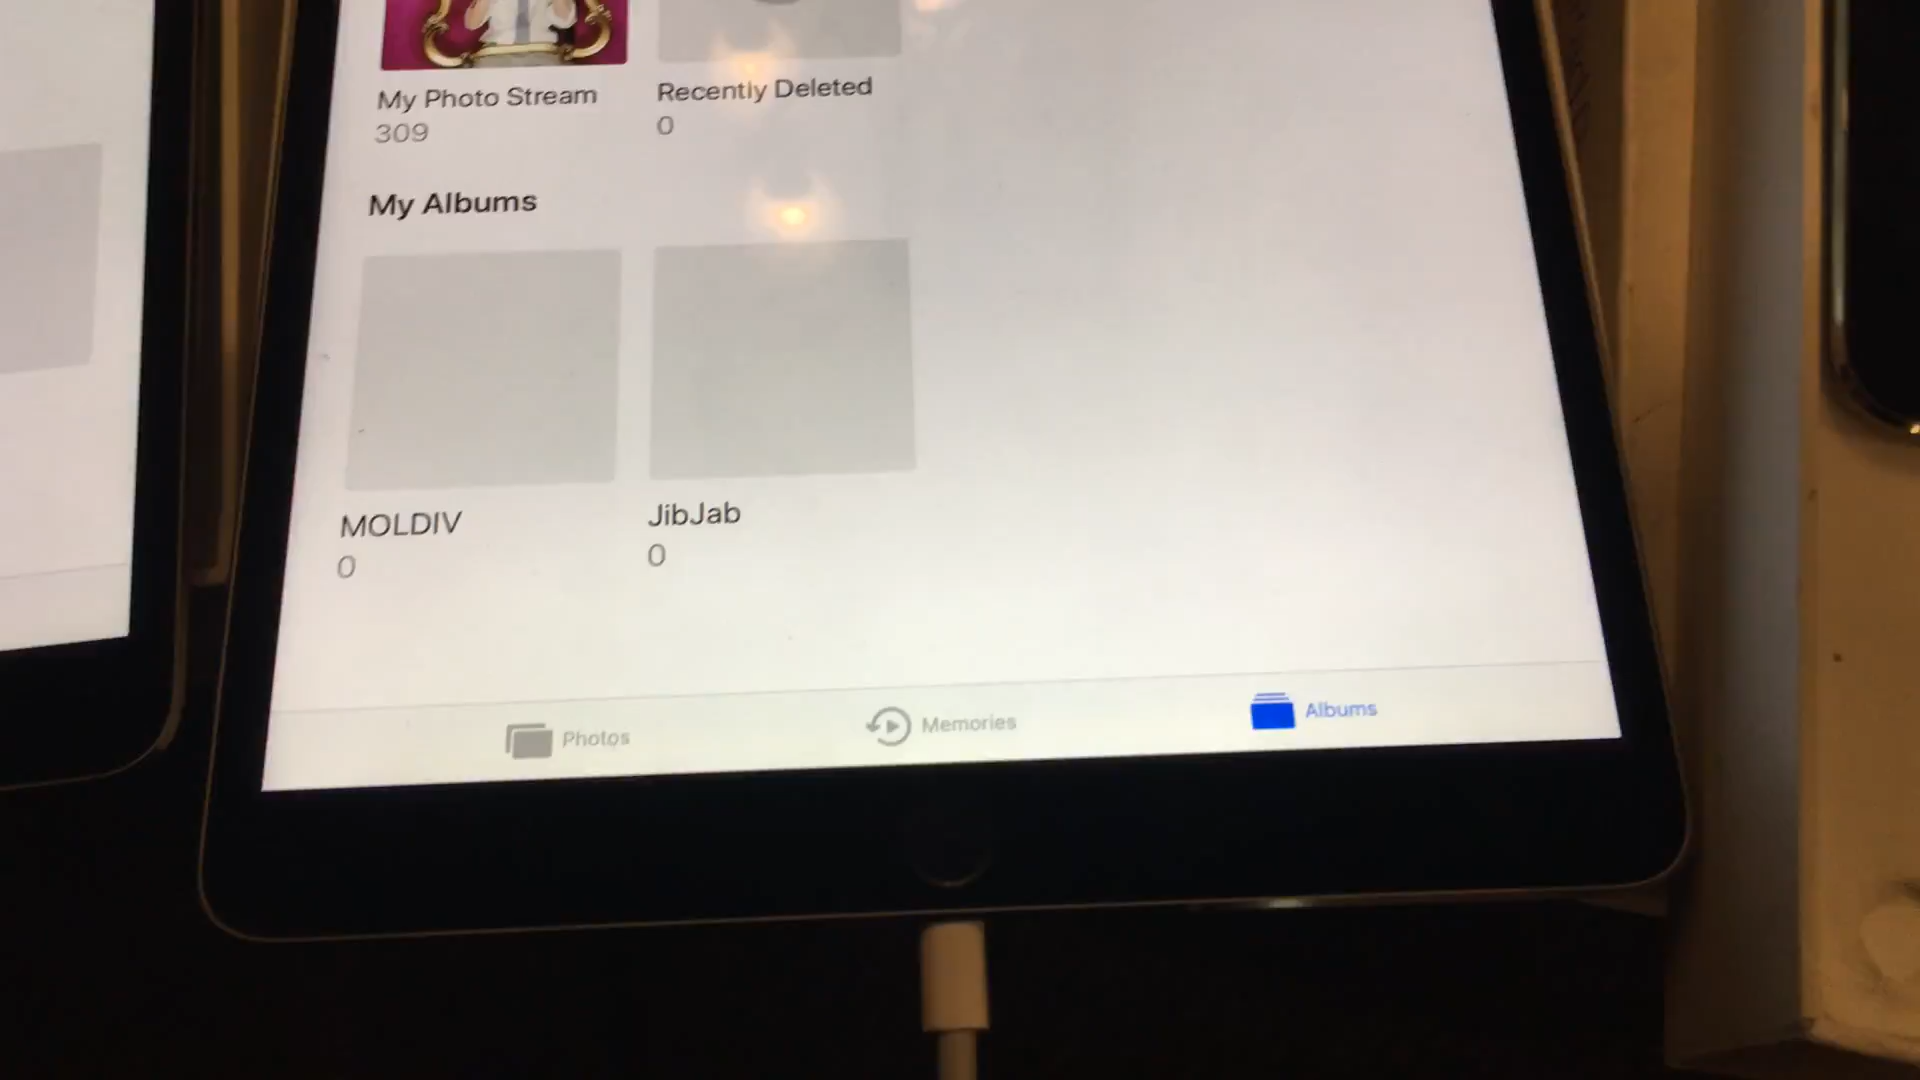 My Photo Stream
309
Recently Deleted
0
My Albums
MOLDIV
0
JibJab
0
Photos
Memories
Albums